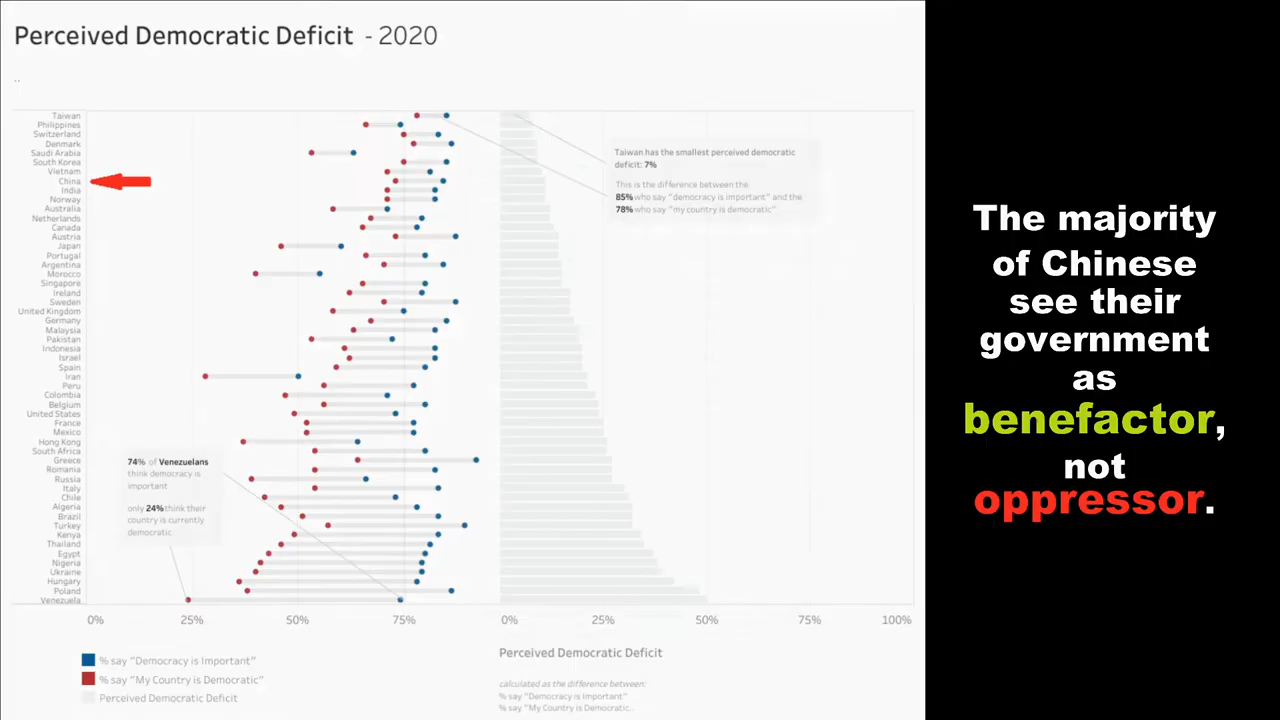 Perceived Democratic Deficit - 2020
..
Taiwan
Philippines
Switzerland
Denmark
Saudi Arabia
South Korea
Vietnam
China
India
Norway
Australia
Netherlands
Canada
Austria
Japan
Portugal
Argentina
Morocco
Singapore
Ireland
Sweden
United Kingdom
Germany
Malaysia
Pakistan
Indonesia
Israel
Spain
Iran
Peru
Colombia
Belgium
United States
France
Mexico
Hong Kong
South Africa
Greece
Romania
Russia
Italy
Chile
Algeria
Brazil
Turkey
Kenya
Thailand
Egypt
Nigeria
Ukraine
Hungary
Poland
Venezuela
74% of Venezuelans
think democracy is
important
only 24% think their
country is currently
democratic
0% 25% 50% 75%
% say "Democracy is Important"
% say "My Country is Democratic"
Perceived Democratic Deficit
Taiwan has the smallest perceived democratic
deficit: 7%
This is the difference between the
85% who say "democracy is important" and the
78% who say "my country is democratic"
0% 25% 50% 75% 100%
Perceived Democratic Deficit
calculated as the difference between:
% say "Democracy is Important"
% say "My Country is Democratic..
The majority
of Chinese
see their
government
as
benefactor,
not
oppressor.